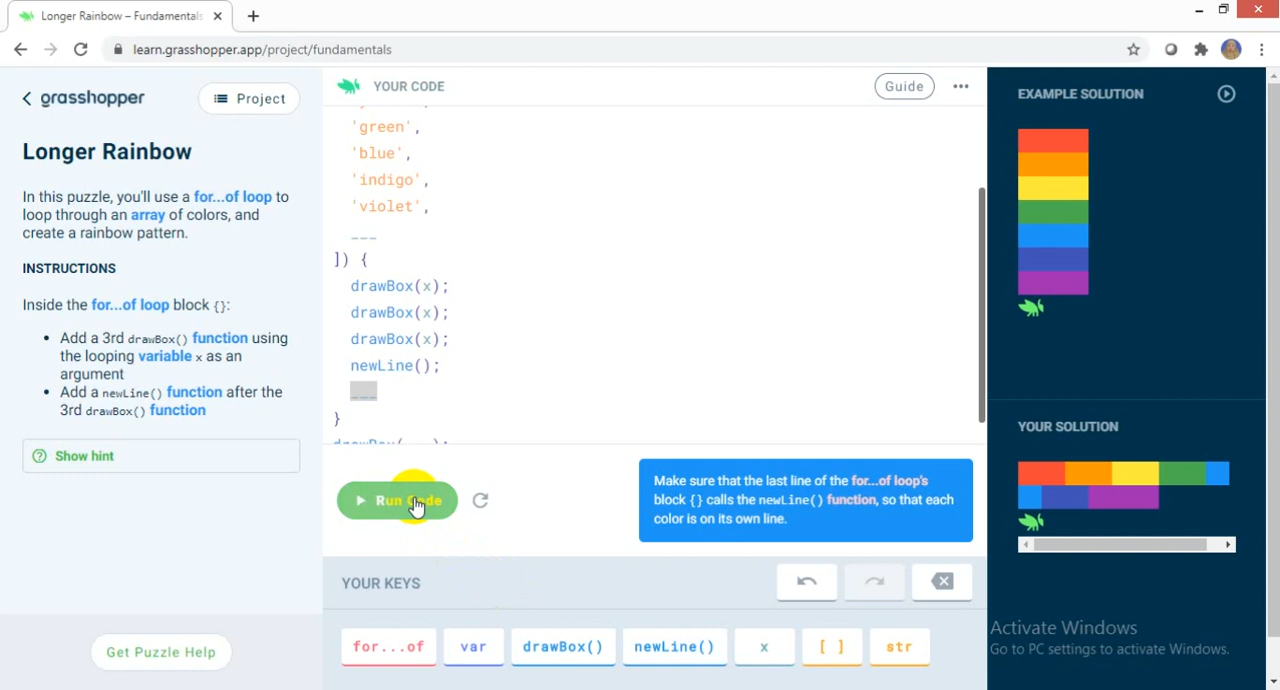 Longer Rainbow – Fundamentals
learn.grasshopper.app/project/fundamentals
grasshopper
Project
Longer Rainbow
In this puzzle, you'll use a for...of loop to
loop through an array of colors, and
create a rainbow pattern.
INSTRUCTIONS
Inside the for...of loop block {}:
• Add a 3rd drawBox() function using
the looping variable x as an
argument
• Add a newLine() function after the
3rd drawBox() function
Show hint
Get Puzzle Help
YOUR CODE
Guide
'green',
'blue',
'indigo',
'violet',
___
]) {
drawBox(x);
drawBox(x);
drawBox(x);
newLine();
___
}
Run Code
Make sure that the last line of the for...of loop's
block {} calls the newLine() function, so that each
color is on its own line.
YOUR KEYS
for...of
var
drawBox()
newLine()
x
[ ]
str
EXAMPLE SOLUTION
YOUR SOLUTION
Activate Windows
Go to PC settings to activate Windows.